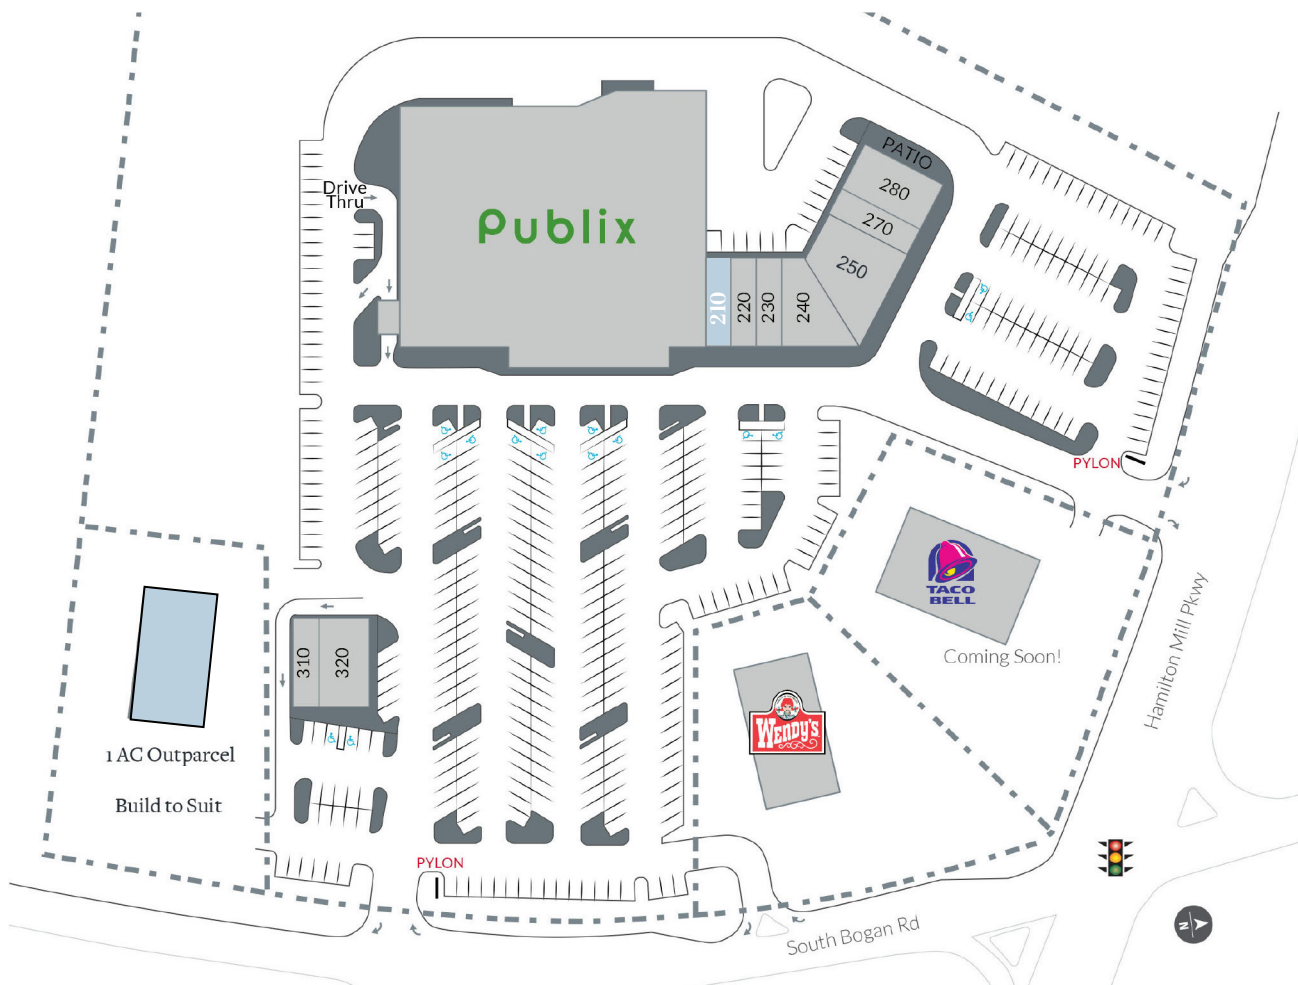 PATIO
280
270
250
Drive
Thru
Publix
210
220
230
240
PYLON
TACO
BELL
Coming Soon!
Hamilton Mill Pkwy
310
320
WENDY'S
1 AC Outparcel
Build to Suit
PYLON
South Bogan Rd
N